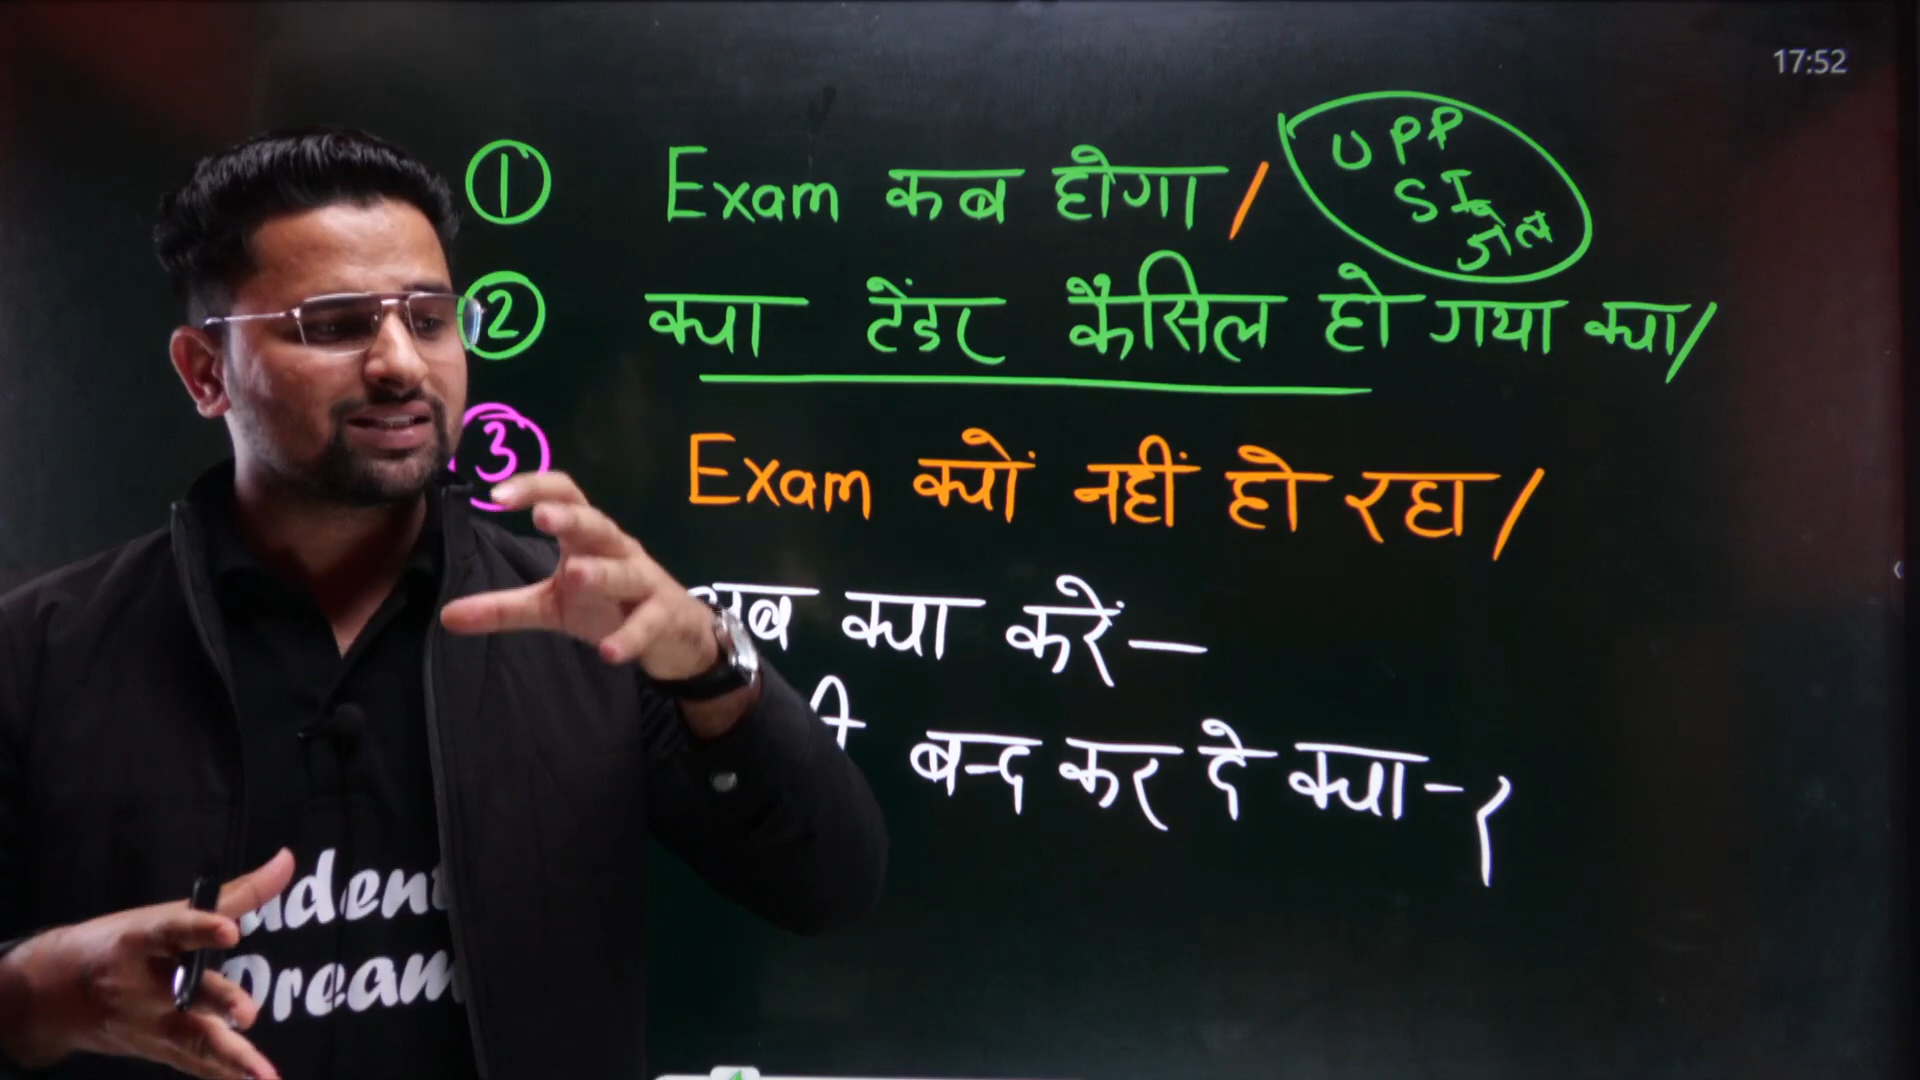 17:52
① Exam कब होगा /
UPP
SI
जेल
② क्या टेंडर कैसिल हो गया क्या /
③ Exam क्यों नहीं हो रहा /
अब क्या करें —
बन्द कर दे क्या - ?
udent
Dream